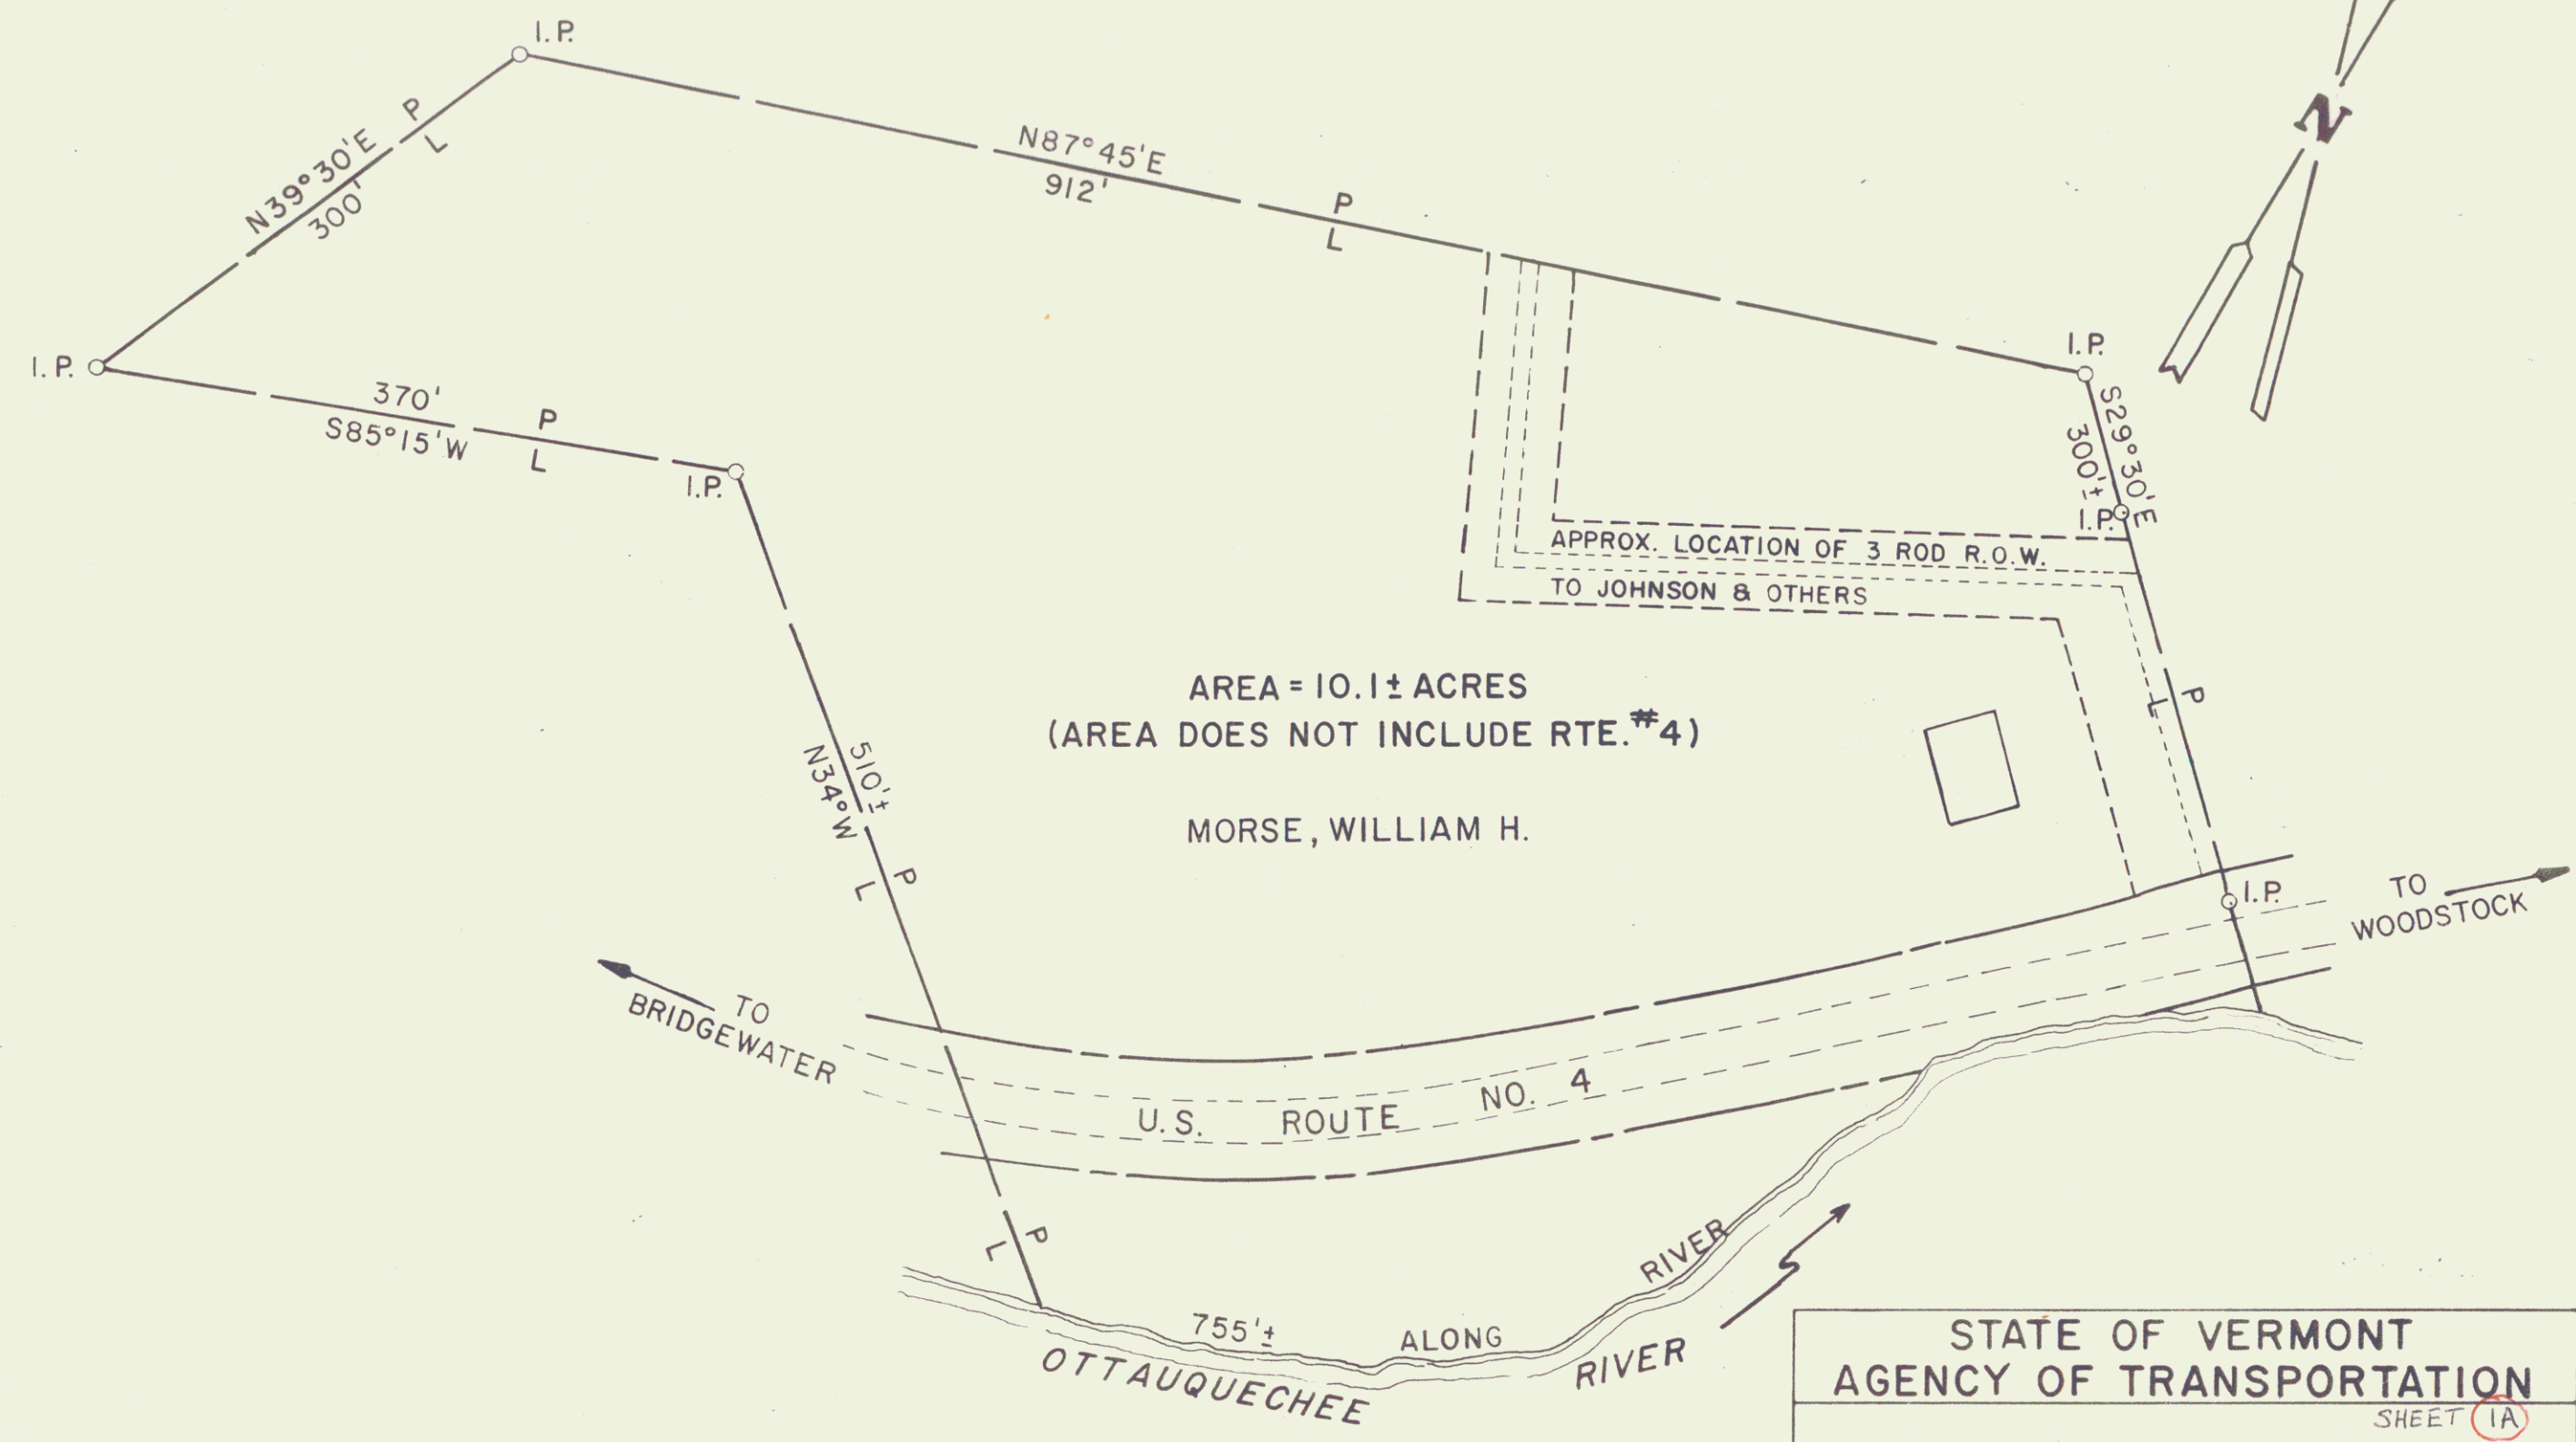 I.P.
N39°30'E
300'
P
L
N87°45'E
912'
P
L
N
I.P.
370'
S85°15'W
P
L
I.P.
I.P.
S29°30'E
300'±
I.P.
APPROX. LOCATION OF 3 ROD R.O.W.
TO JOHNSON & OTHERS
AREA = 10.1± ACRES
(AREA DOES NOT INCLUDE RTE.#4)
MORSE, WILLIAM H.
510'±
N34°W
P
L
P
L
I.P.
TO
WOODSTOCK
TO
BRIDGEWATER
U.S. ROUTE NO. 4
P
L
755'± ALONG RIVER
OTTAUQUECHEE RIVER
STATE OF VERMONT
AGENCY OF TRANSPORTATION
SHEET 1A